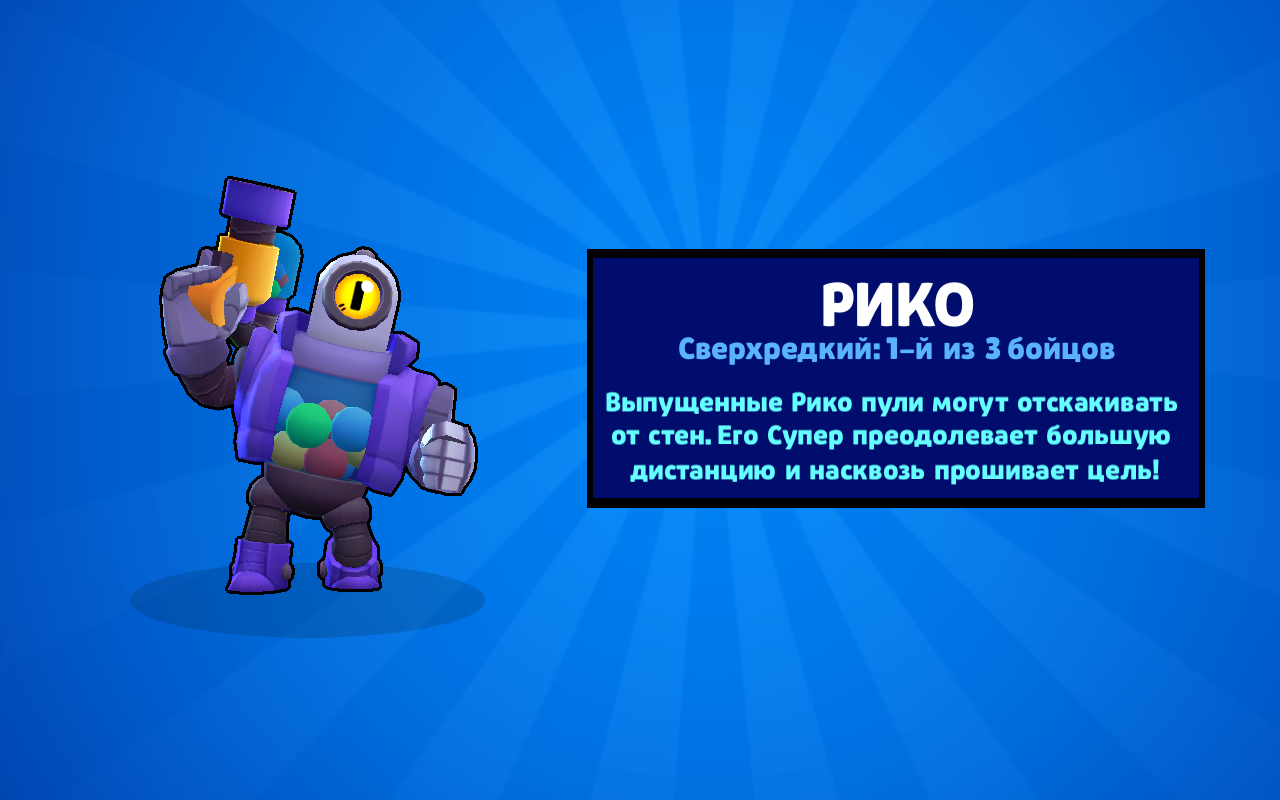 РИКО
Сверхредкий: 1-й из 3 бойцов
Выпущенные Рико пули могут отскакивать
от стен. Его Супер преодолевает большую
дистанцию и насквозь прошивает цель!